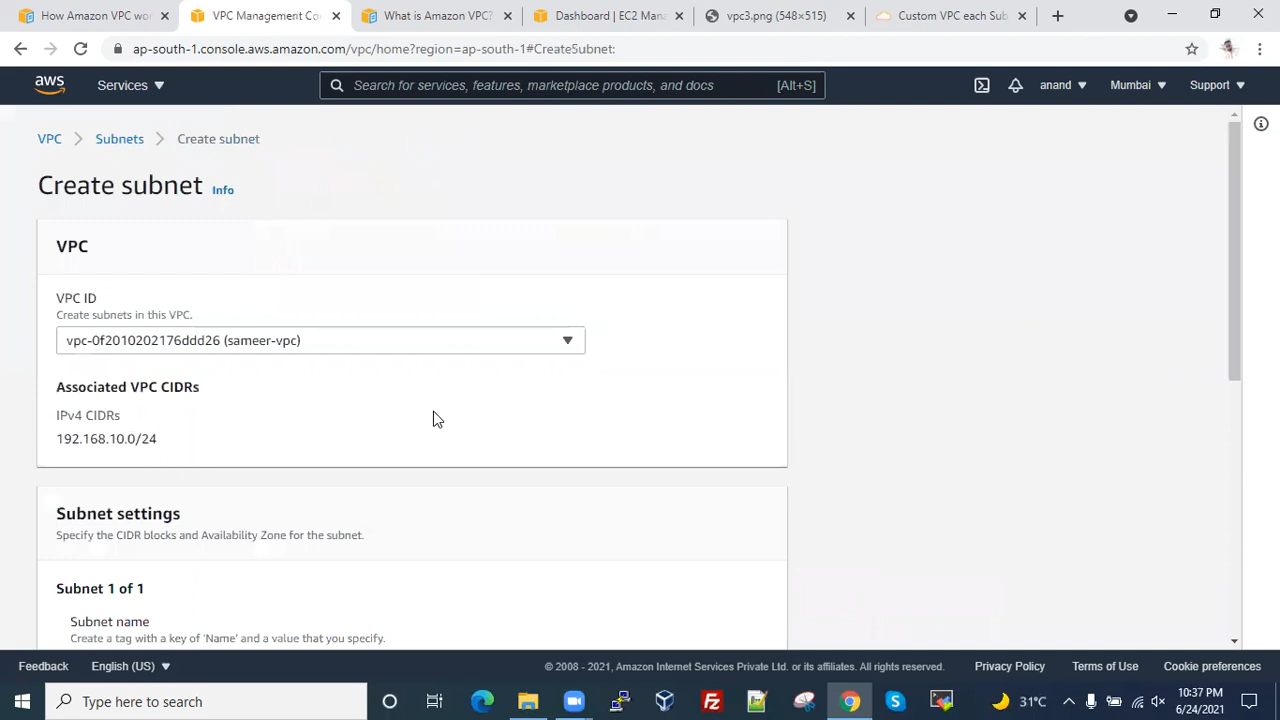 How Amazon VPC wo
VPC Management Co
What is Amazon VPC?
Dashboard | EC2 Mana
vpc3.png (548×515)
Custom VPC each Sub
ap-south-1.console.aws.amazon.com/vpc/home?region=ap-south-1#CreateSubnet:
aws
Services
Search for services, features, marketplace products, and docs
[Alt+S]
anand
Mumbai
Support
VPC
Subnets
Create subnet
Create subnet Info
VPC
VPC ID
Create subnets in this VPC.
vpc-0f2010202176ddd26 (sameer-vpc)
Associated VPC CIDRs
IPv4 CIDRs
192.168.10.0/24
Subnet settings
Specify the CIDR blocks and Availability Zone for the subnet.
Subnet 1 of 1
Subnet name
Create a tag with a key of 'Name' and a value that you specify.
Feedback
English (US)
© 2008 - 2021, Amazon Internet Services Private Ltd. or its affiliates. All rights reserved.
Privacy Policy
Terms of Use
Cookie preferences
Type here to search
31°C
10:37 PM
6/24/2021